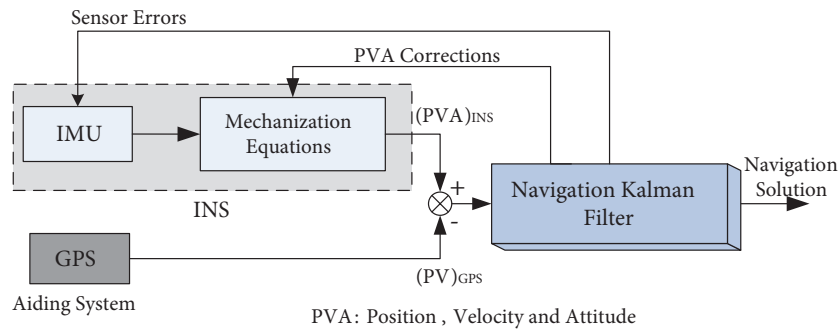 Sensor Errors
PVA Corrections
(PVA)INS
IMU
Mechanization
Equations
INS
+
-
Navigation Kalman
Filter
Navigation
Solution
GPS
(PV)GPS
Aiding System
PVA: Position , Velocity and Attitude